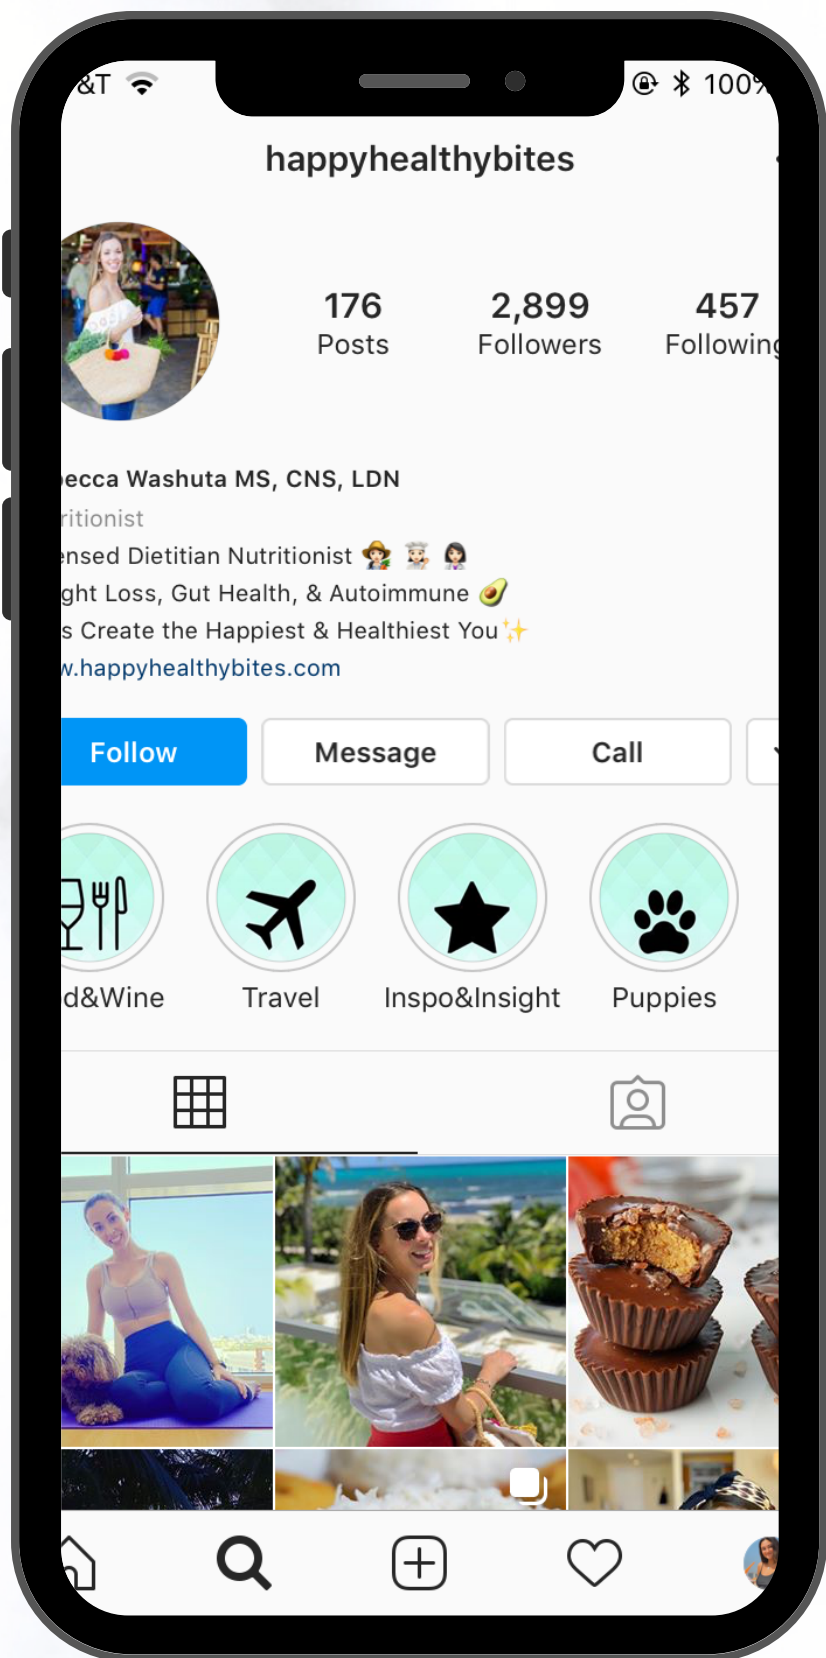 &T 100%
happyhealthybites
176 2,899 457
Posts Followers Following
becca Washuta MS, CNS, LDN
ritionist
ensed Dietitian Nutritionist 👩🏻‍🌾 👩🏻‍🍳 👩🏻‍⚕️
ght Loss, Gut Health, & Autoimmune 🥑
s Create the Happiest & Healthiest You✨
w.happyhealthybites.com
Follow Message Call
d&Wine Travel Inspo&Insight Puppies